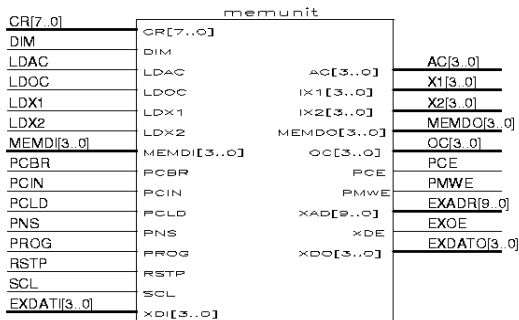 memunit
CR[7..0]
DIM
LDAC
LDOC
LDX1
LDX2
MEMDI[3..0]
PCBR
PCIN
PCLD
PNS
PROG
RSTP
SCL
EXDATI[3..0]
CR[7..0]
DIM
LDAC
LDOC
LDX1
LDX2
MEMDI[3..0]
PCBR
PCIN
PCLD
PNS
PROG
RSTP
SCL
XDI[3..0]
AC[3..0]
IX1[3..0]
IX2[3..0]
MEMDO[3..0]
OC[3..0]
PCE
PMWE
XAD[9..0]
XDE
XDO[3..0]
AC[3..0]
X1[3..0]
X2[3..0]
MEMDO[3..0]
OC[3..0]
PCE
PMWE
EXADR[9..0]
EXOE
EXDATO[3..0]